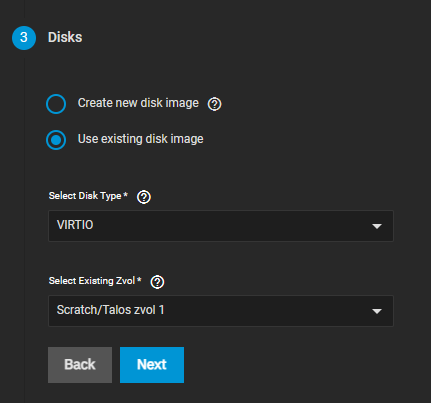 3 Disks
Create new disk image ?
Use existing disk image
Select Disk Type * ?
VIRTIO
Select Existing Zvol * ?
Scratch/Talos zvol 1
Back Next